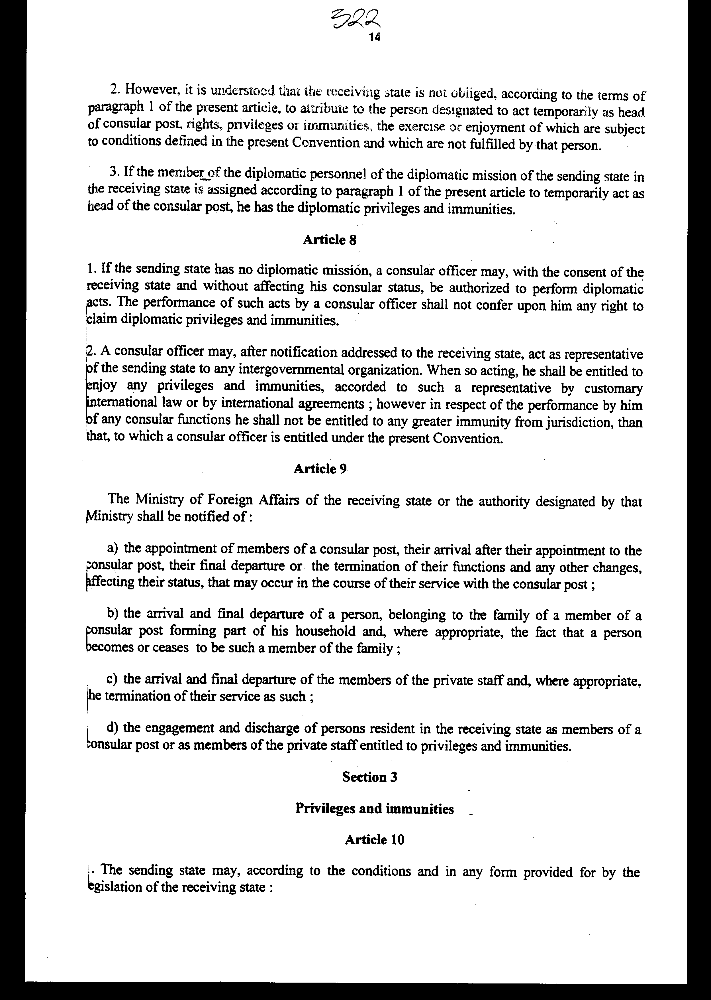 322
14
2. However, it is understood that the receiving state is not obliged, according to the terms of
paragraph 1 of the present article, to attribute to the person designated to act temporarily as head
of consular post, rights, privileges or immunities, the exercise or enjoyment of which are subject
to conditions defined in the present Convention and which are not fulfilled by that person.
3. If the member of the diplomatic personnel of the diplomatic mission of the sending state in
the receiving state is assigned according to paragraph 1 of the present article to temporarily act as
head of the consular post, he has the diplomatic privileges and immunities.
Article 8
1. If the sending state has no diplomatic mission, a consular officer may, with the consent of the
receiving state and without affecting his consular status, be authorized to perform diplomatic
acts. The performance of such acts by a consular officer shall not confer upon him any right to
claim diplomatic privileges and immunities.
2. A consular officer may, after notification addressed to the receiving state, act as representative
of the sending state to any intergovernmental organization. When so acting, he shall be entitled to
enjoy any privileges and immunities, accorded to such a representative by customary
international law or by international agreements ; however in respect of the performance by him
of any consular functions he shall not be entitled to any greater immunity from jurisdiction, than
that, to which a consular officer is entitled under the present Convention.
Article 9
The Ministry of Foreign Affairs of the receiving state or the authority designated by that
Ministry shall be notified of :
a) the appointment of members of a consular post, their arrival after their appointment to the
consular post, their final departure or the termination of their functions and any other changes,
affecting their status, that may occur in the course of their service with the consular post ;
b) the arrival and final departure of a person, belonging to the family of a member of a
consular post forming part of his household and, where appropriate, the fact that a person
becomes or ceases to be such a member of the family ;
c) the arrival and final departure of the members of the private staff and, where appropriate,
the termination of their service as such ;
d) the engagement and discharge of persons resident in the receiving state as members of a
consular post or as members of the private staff entitled to privileges and immunities.
Section 3
Privileges and immunities
Article 10
. The sending state may, according to the conditions and in any form provided for by the
legislation of the receiving state :